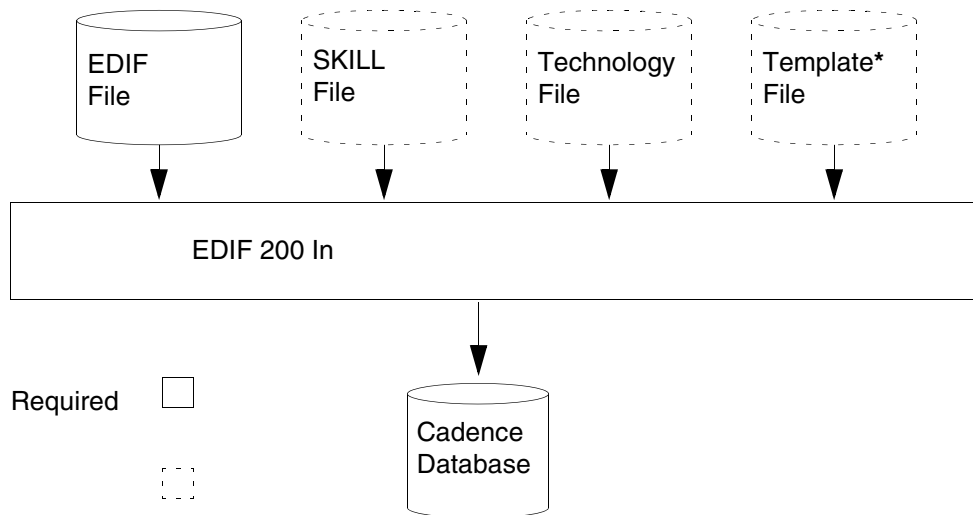 EDIF
File
SKILL
File
Technology
File
Template*
File
EDIF 200 In
Required
Cadence
Database